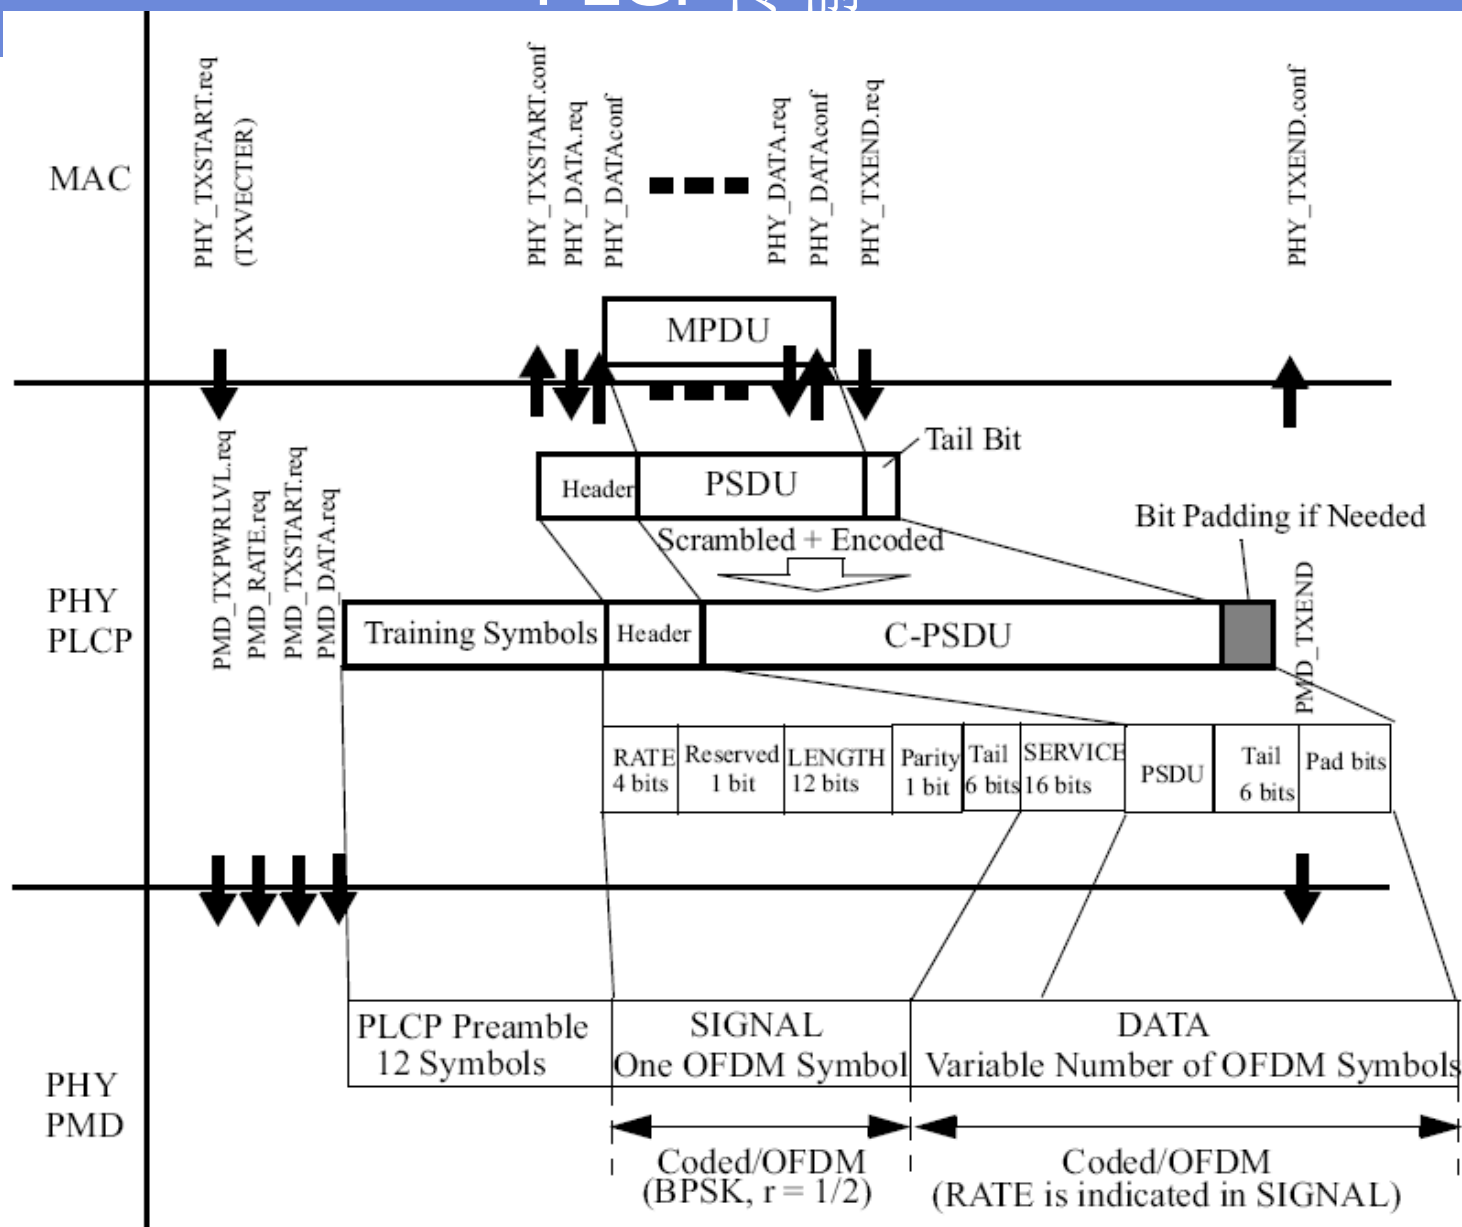 PHY_TXSTART.req
(TXVECTER)
PHY_TXSTART.conf
PHY_DATA.req
PHY_DATAconf
PHY_DATA.req
PHY_DATAconf
PHY_TXEND.req
PHY_TXEND.conf
MAC
MPDU
Tail Bit
Header
PSDU
PMD_TXPWRLVL.req
PMD_RATE.req
PMD_TXSTART.req
PMD_DATA.req
Scrambled + Encoded
Bit Padding if Needed
PHY
PLCP
Training Symbols
Header
C-PSDU
PMD_TXEND
RATE
4 bits
Reserved
1 bit
LENGTH
12 bits
Parity
1 bit
Tail
6 bits
SERVICE
16 bits
PSDU
Tail
6 bits
Pad bits
PLCP Preamble
12 Symbols
SIGNAL
One OFDM Symbol
DATA
Variable Number of OFDM Symbols
PHY
PMD
Coded/OFDM
(BPSK, r = 1/2)
Coded/OFDM
(RATE is indicated in SIGNAL)